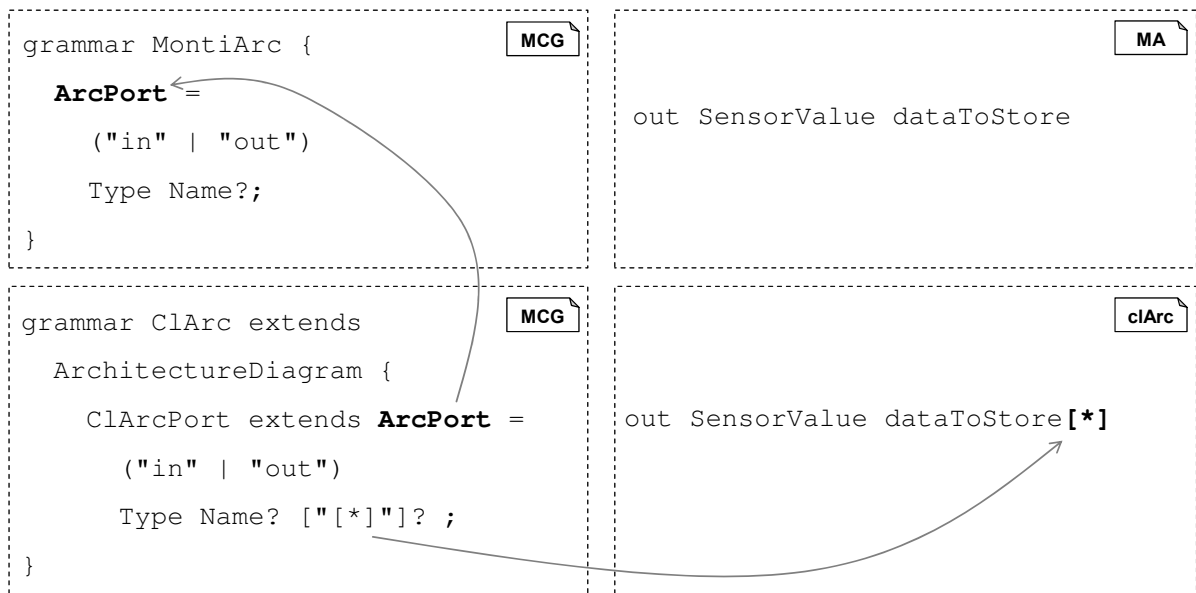 grammar MontiArc {
MCG
ArcPort =
("in" | "out")
Type Name?;
}
MA
out SensorValue dataToStore
grammar ClArc extends
MCG
ArchitectureDiagram {
ClArcPort extends ArcPort =
("in" | "out")
Type Name? ["[*]"]? ;
}
clArc
out SensorValue dataToStore[*]